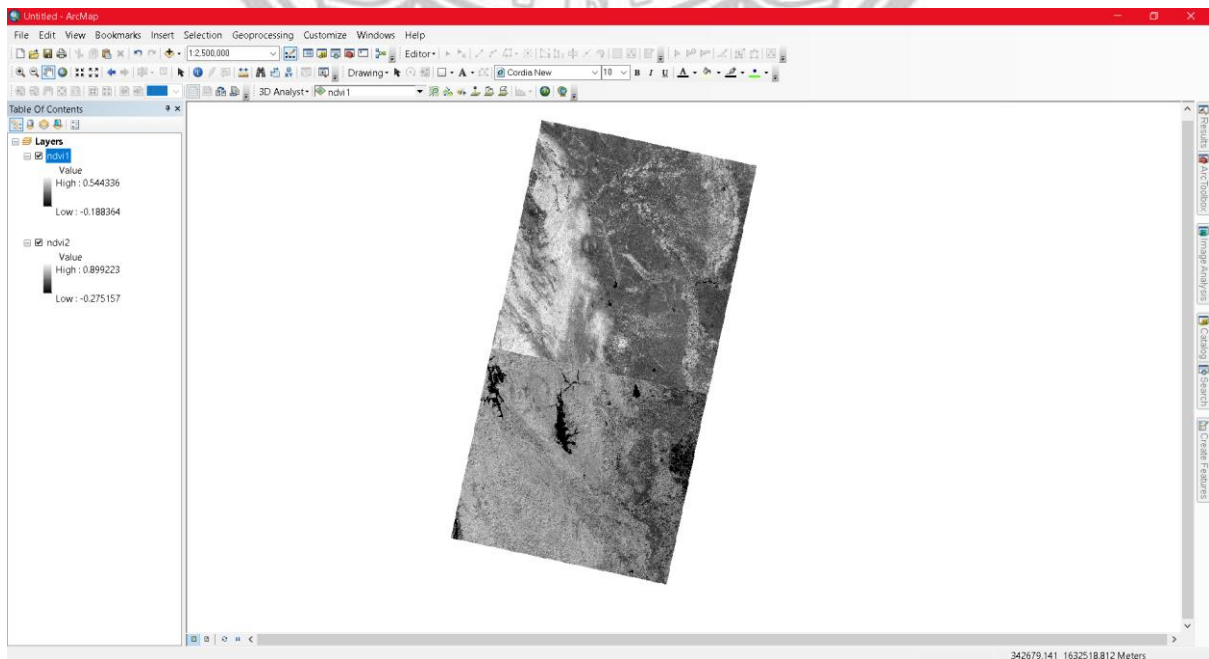 Untitled - ArcMap
File Edit View Bookmarks Insert Selection Geoprocessing Customize Windows Help
1:2,500,000 Editor
Drawing A Cordia New 10 B I U A
3D Analyst ndvi1
Table Of Contents
Layers
ndvi1
Value
High : 0.544336
Low : -0.188364
ndvi2
Value
High : 0.899223
Low : -0.275157
Results
ArcToolbox
Image Analysis
Catalog
Search
Create Features
342679.141 1632518.812 Meters